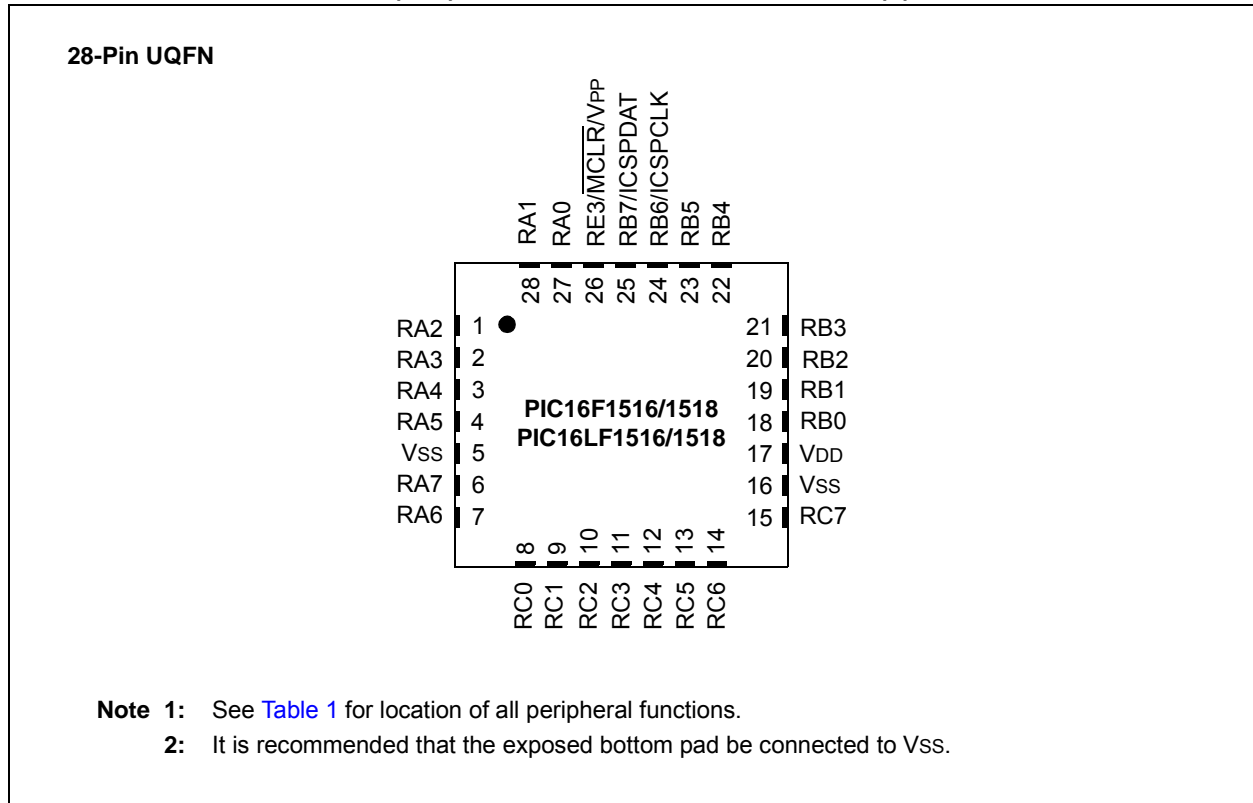 28-Pin UQFN
RA1
RA0
RE3/MCLR/VPP
RB7/ICSPDAT
RB6/ICSPCLK
RB5
RB4
28 27 26 25 24 23 22
RA2 1
RA3 2
RA4 3
RA5 4
VSS 5
RA7 6
RA6 7
PIC16F1516/1518
PIC16LF1516/1518
21 RB3
20 RB2
19 RB1
18 RB0
17 VDD
16 VSS
15 RC7
8 9 10 11 12 13 14
RC0
RC1
RC2
RC3
RC4
RC5
RC6
Note 1: See Table 1 for location of all peripheral functions.
2: It is recommended that the exposed bottom pad be connected to VSS.